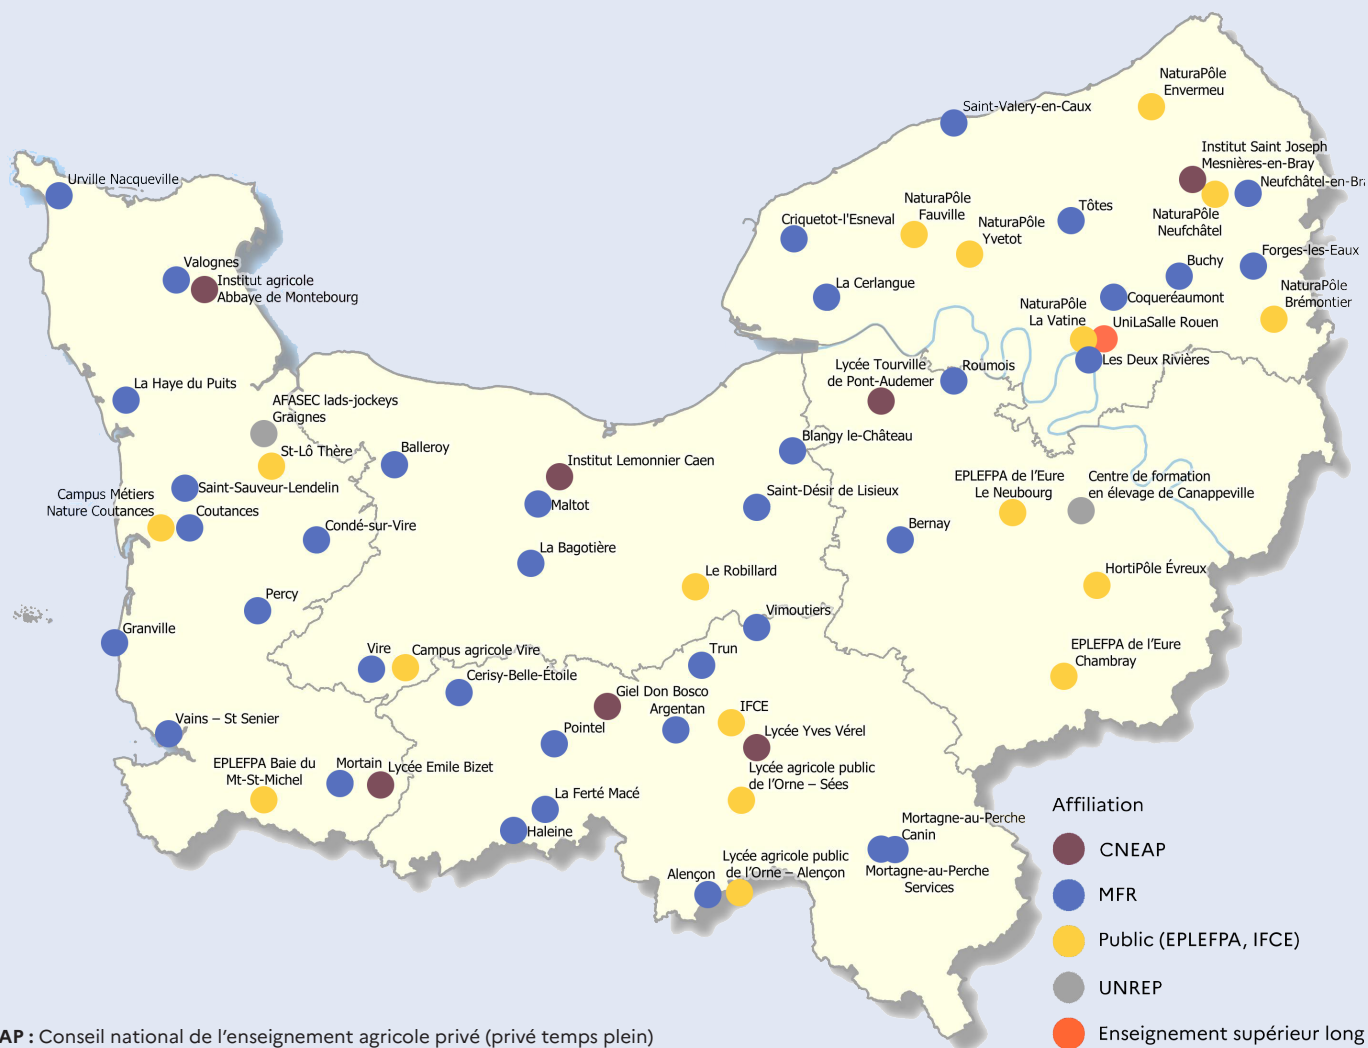 NaturaPôle
Envermeu
Saint-Valery-en-Caux
Institut Saint Joseph
Mesnières-en-Bray
Neufchâtel-en-Bra
Urville Nacqueville
NaturaPôle
Fauville
Tôtes
NaturaPôle
Neufchâtel
Criquetot-l'Esneval
NaturaPôle
Yvetot
Forges-les-Eaux
Valognes
Buchy
Institut agricole
Abbaye de Montebourg
La Cerlangue
NaturaPôle
Brémontier
Coqueréaumont
NaturaPôle
La Vatine
UniLaSalle Rouen
Les Deux Rivières
Lycée Tourville
de Pont-Audemer
Roumois
La Haye du Puits
AFASEC lads-jockeys
Graignes
Blangy le-Château
St-Lô Thère
Balleroy
Institut Lemonnier Caen
EPLEFPA de l’Eure
Le Neubourg
Centre de formation
en élevage de Canappeville
Saint-Sauveur-Lendelin
Saint-Désir de Lisieux
Campus Métiers
Nature Coutances
Coutances
Maltot
Condé-sur-Vire
Bernay
La Bagotière
Le Robillard
HortiPôle Évreux
Percy
Vimoutiers
Granville
Vire
Campus agricole Vire
Trun
EPLEFPA de l’Eure
Chambray
Cerisy-Belle-Étoile
Giel Don Bosco
Argentan
IFCE
Vains – St Senier
Pointel
Lycée Yves Vérel
EPLEFPA Baie du
Mt-St-Michel
Mortain
Lycée Emile Bizet
Lycée agricole public
de l’Orne – Sées
La Ferté Macé
Haleine
Mortagne-au-Perche
Canin
Mortagne-au-Perche
Services
Lycée agricole public
de l’Orne – Alençon
Alençon
Affiliation
CNEAP
MFR
Public (EPLEFPA, IFCE)
UNREP
Enseignement supérieur long
AP : Conseil national de l’enseignement agricole privé (privé temps plein)